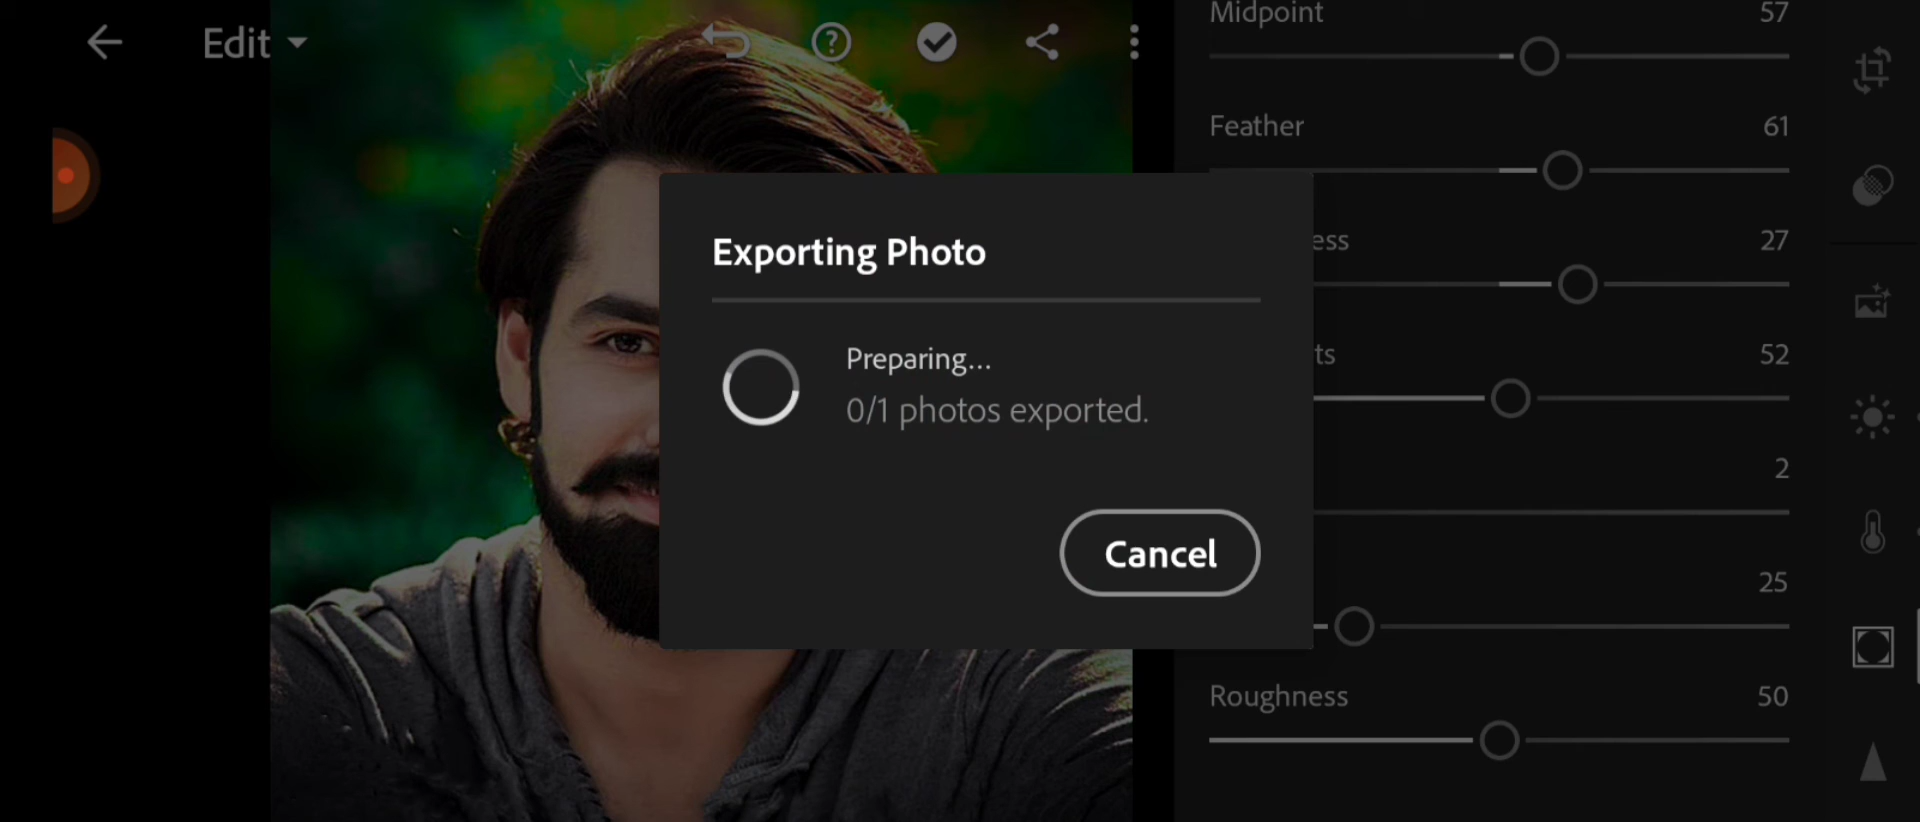 Edit
Midpoint 57
Feather 61
ess 27
ts 52
2
25
Roughness 50
Exporting Photo
Preparing...
0/1 photos exported.
Cancel